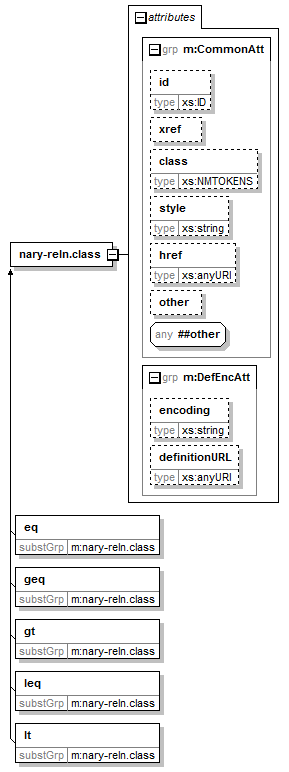 attributes
grp m:CommonAtt
id
type xs:ID
xref
class
type xs:NMTOKENS
style
type xs:string
nary-reln.class
href
type xs:anyURI
other
any ##other
grp m:DefEncAtt
encoding
type xs:string
definitionURL
type xs:anyURI
eq
substGrp m:nary-reln.class
geq
substGrp m:nary-reln.class
gt
substGrp m:nary-reln.class
leq
substGrp m:nary-reln.class
lt
substGrp m:nary-reln.class